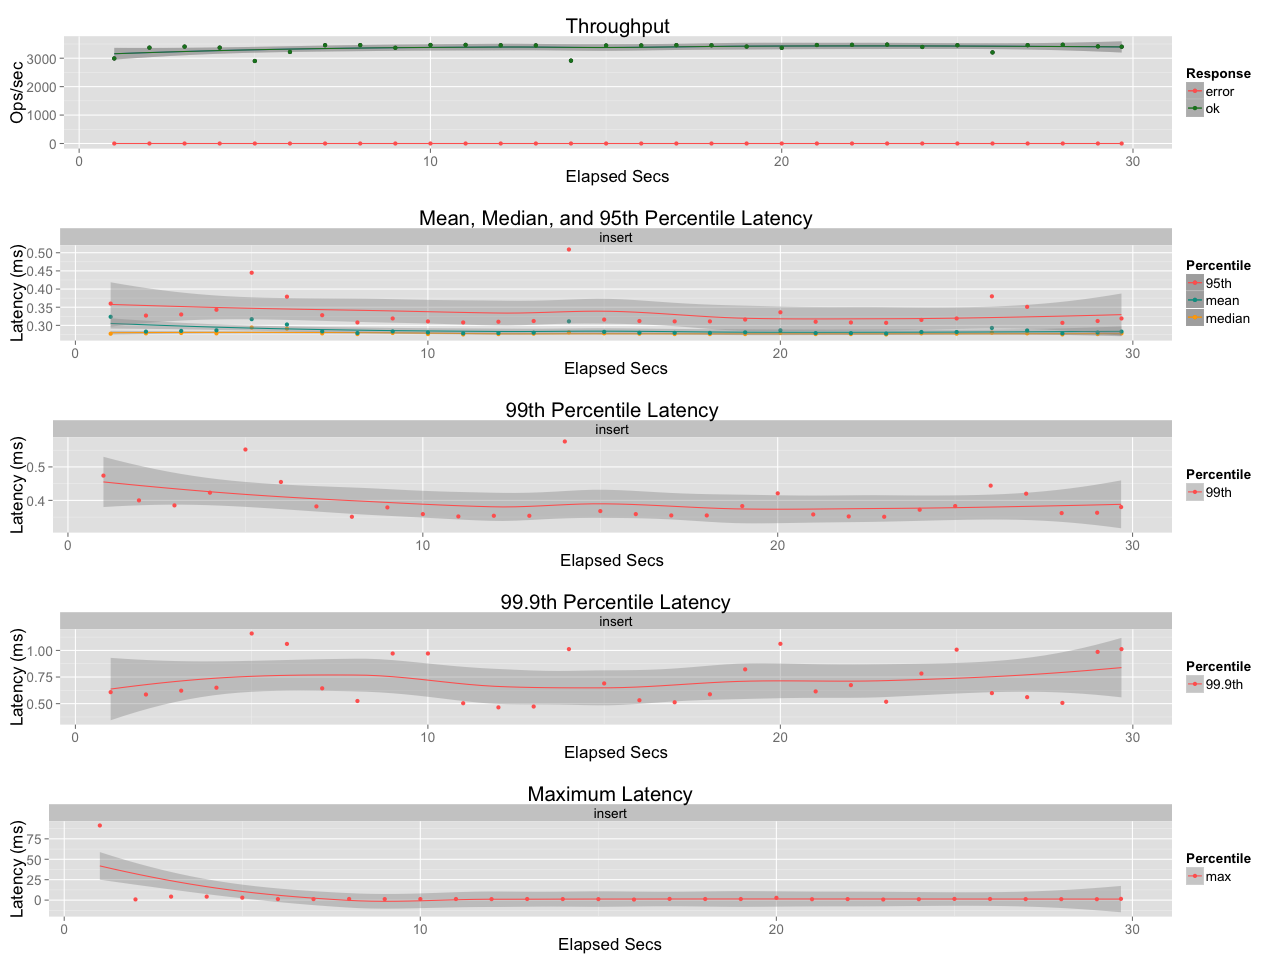 Throughput
3000
2000
1000
0
Ops/sec
0 10 20 30
Elapsed Secs
Response
error
ok
Mean, Median, and 95th Percentile Latency
insert
0.50
0.45
0.40
0.35
0.30
Latency (ms)
0 10 20 30
Elapsed Secs
Percentile
95th
mean
median
99th Percentile Latency
insert
0.5
0.4
Latency (ms)
0 10 20 30
Elapsed Secs
Percentile
99th
99.9th Percentile Latency
insert
1.00
0.75
0.50
Latency (ms)
0 10 20 30
Elapsed Secs
Percentile
99.9th
Maximum Latency
insert
75
50
25
0
Latency (ms)
0 10 20 30
Elapsed Secs
Percentile
max